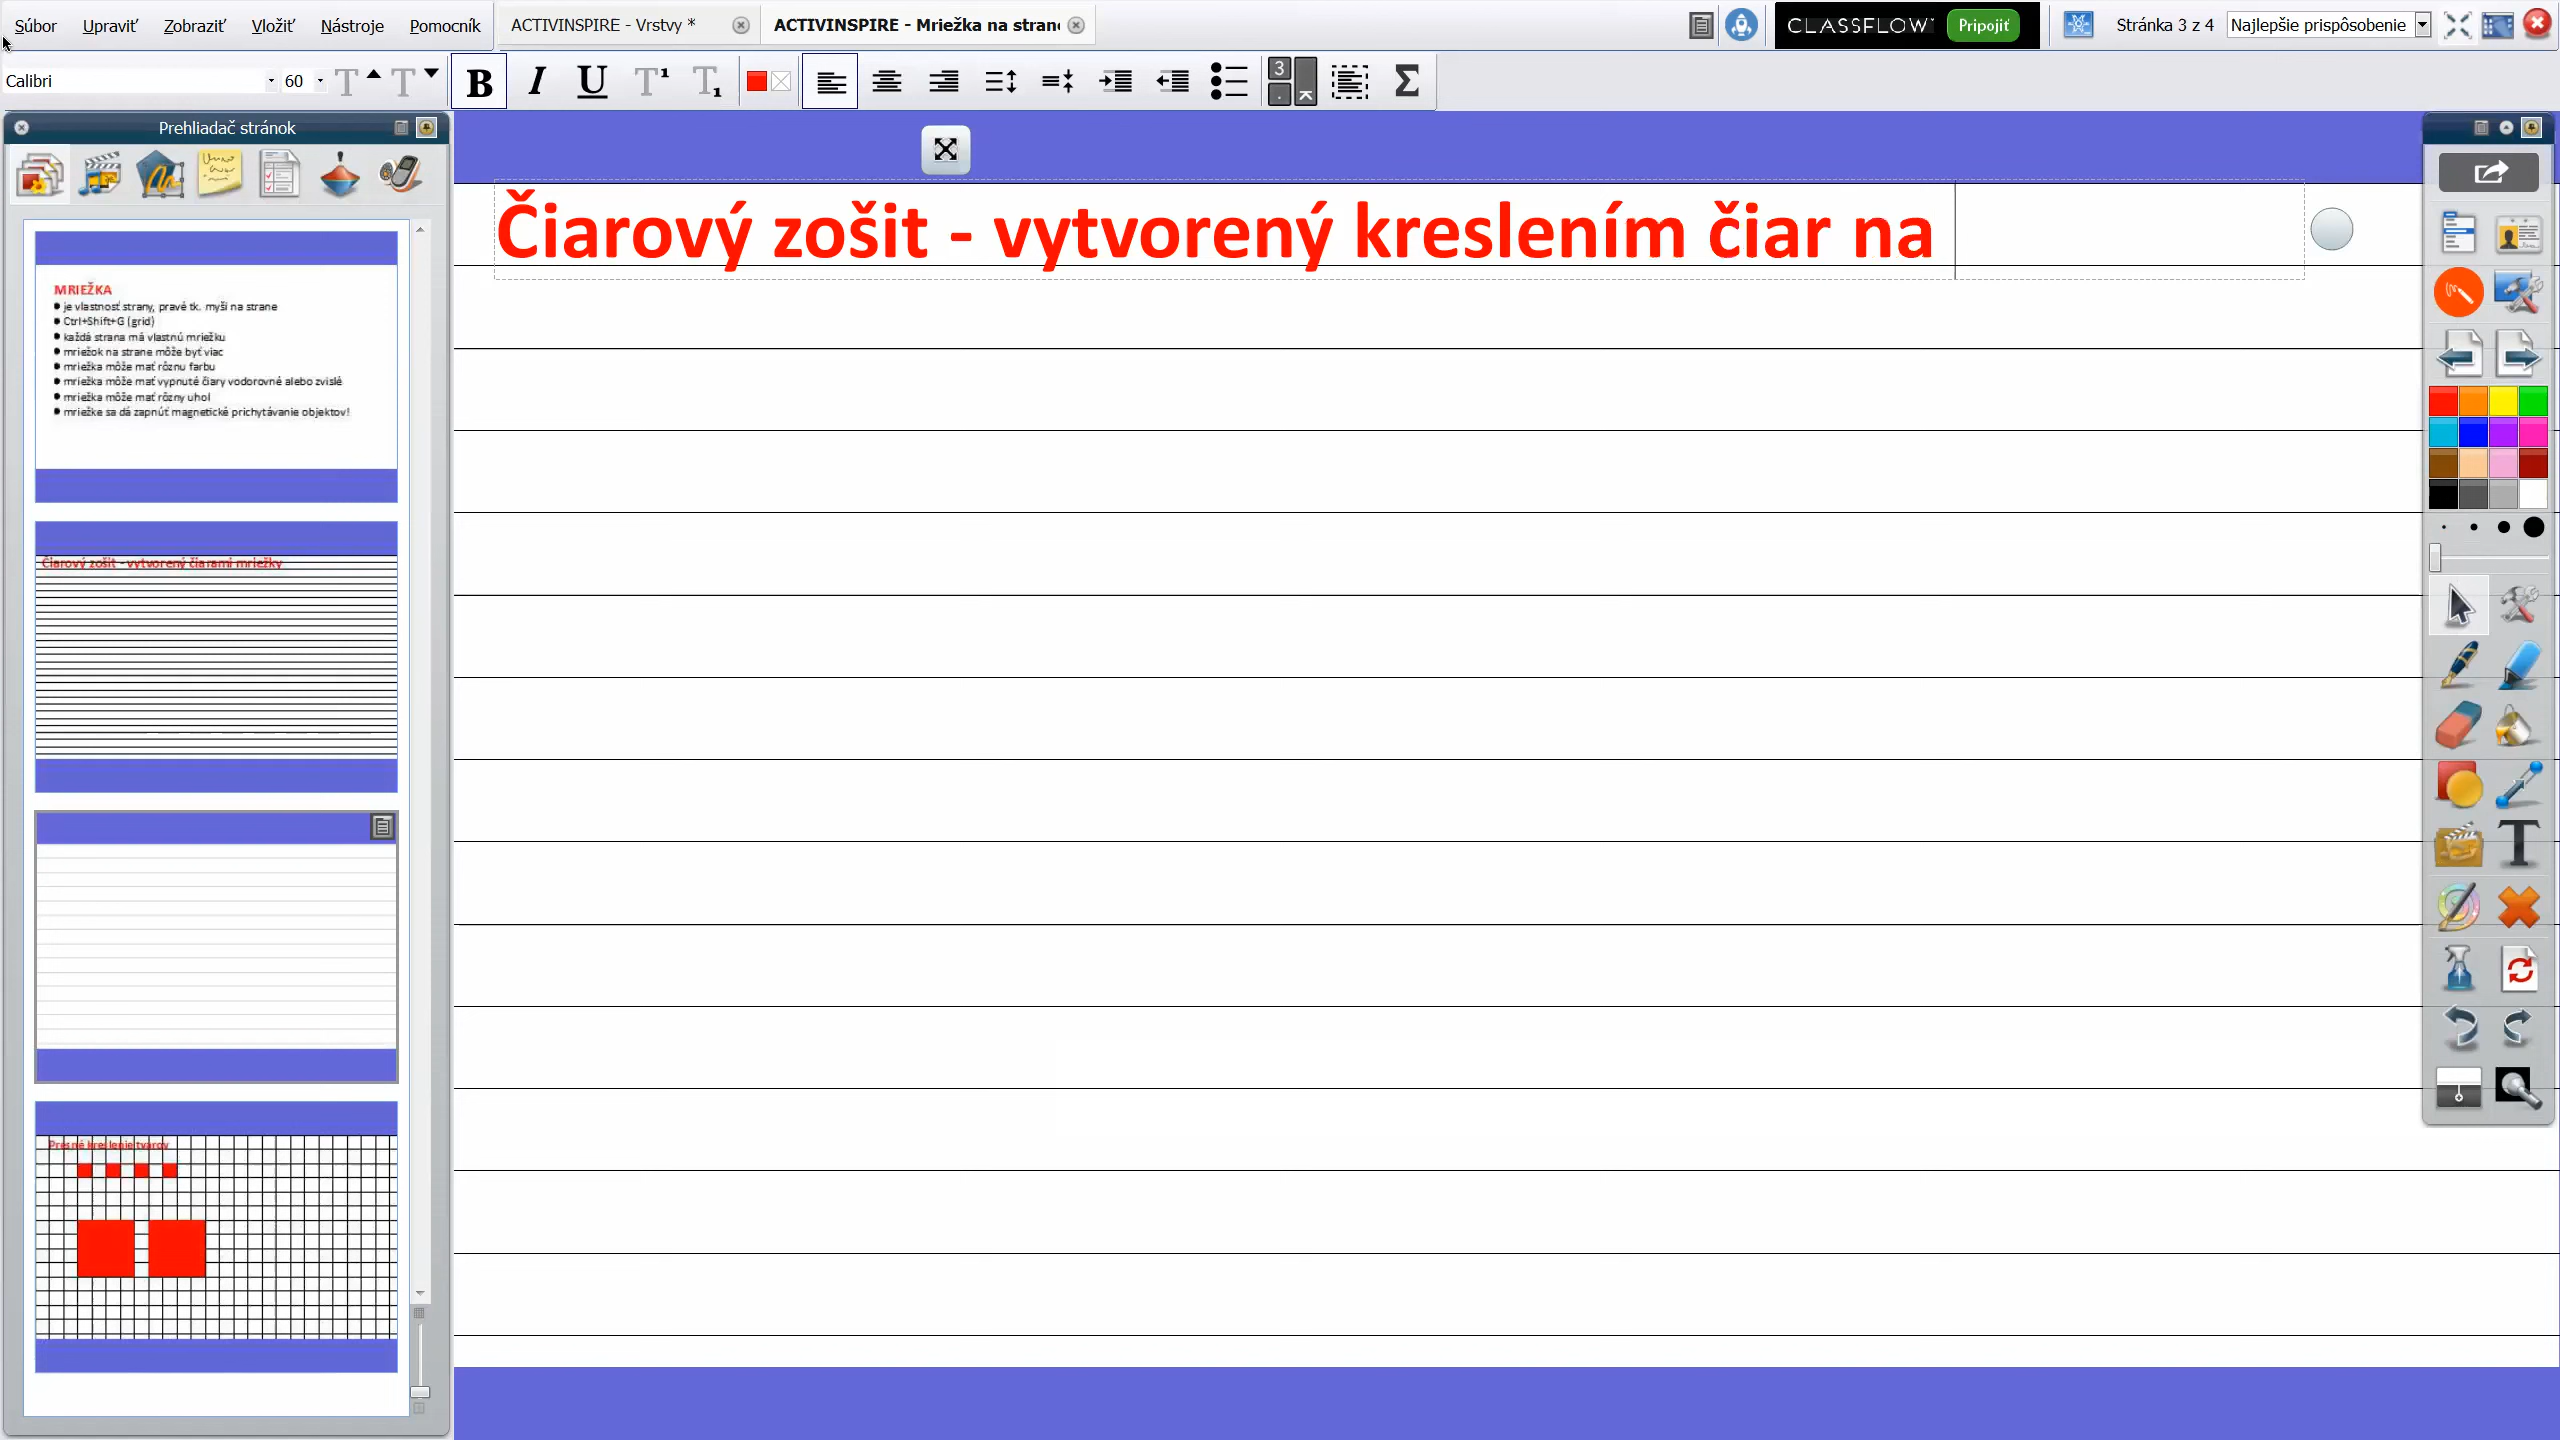 Súbor Upraviť Zobraziť Vložiť Nástroje Pomocník
ACTIVINSPIRE - Vrstvy *
ACTIVINSPIRE - Mriežka na stran
CLASSFLOW
Pripojiť
Stránka 3 z 4
Najlepšie prispôsobenie
Calibri
60
Prehliadač stránok
MRIEŽKA
je vlastnosť strany, pravé tk. myši na strane
Ctrl+Shift+G (grid)
každá strana má vlastnú mriežku
mriežok na strane môže byť viac
mriežka môže mať rôznu farbu
mriežka môže mať vypnuté čiary vodorovné alebo zvislé
mriežka môže mať rôzny uhol
mriežke sa dá zapnúť magnetické prichytávanie objektov!
Čiarový zošit - vytvorený čiarami mriežky
Presné kreslenie tvarov
Čiarový zošit - vytvorený kreslením čiar na